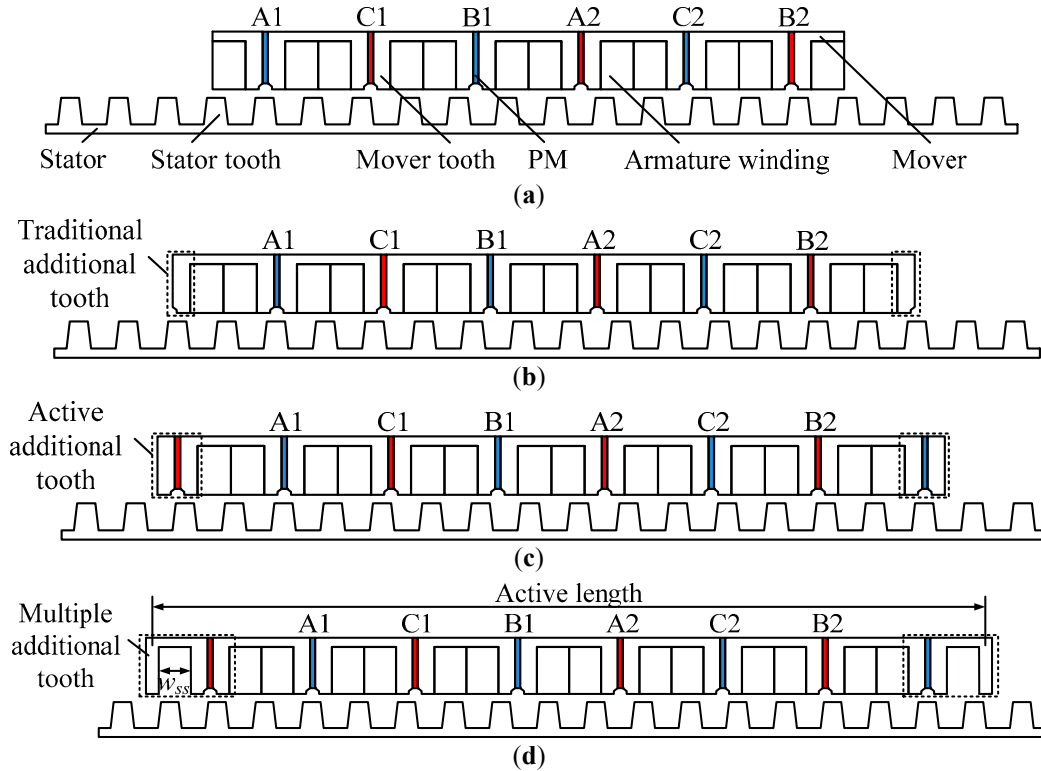 A1 C1 B1 A2 C2 B2
Stator Stator tooth Mover tooth PM Armature winding Mover
(a)
Traditional
additional
tooth
A1 C1 B1 A2 C2 B2
(b)
Active
additional
tooth
A1 C1 B1 A2 C2 B2
(c)
Active length
Multiple
additional
tooth
A1 C1 B1 A2 C2 B2
wss
(d)